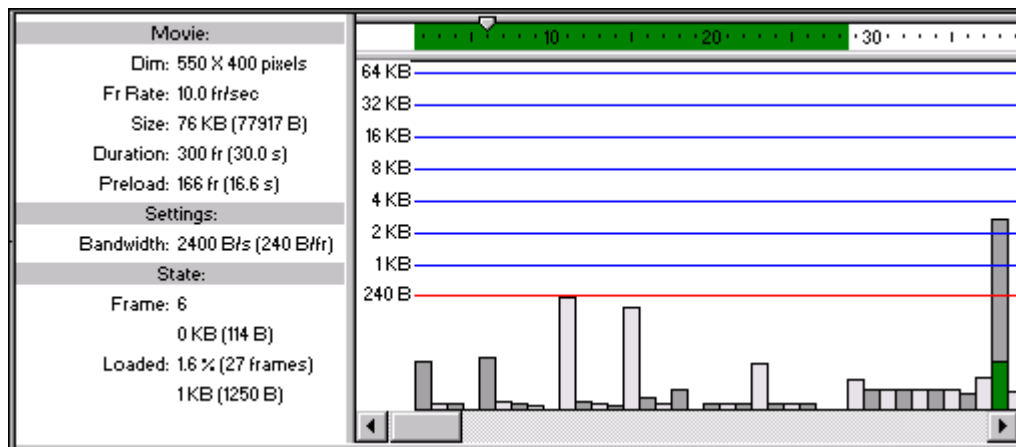 Movie:
Dim: 550 X 400 pixels
Fr Rate: 10.0 fr/sec
Size: 76 KB (77917 B)
Duration: 300 fr (30.0 s)
Preload: 166 fr (16.6 s)
Settings:
Bandwidth: 2400 B/s (240 B/fr)
State:
Frame: 6
0 KB (114 B)
Loaded: 1.6 % (27 frames)
1 KB (1250 B)
10 20 30
64 KB
32 KB
16 KB
8 KB
4 KB
2 KB
1 KB
240 B